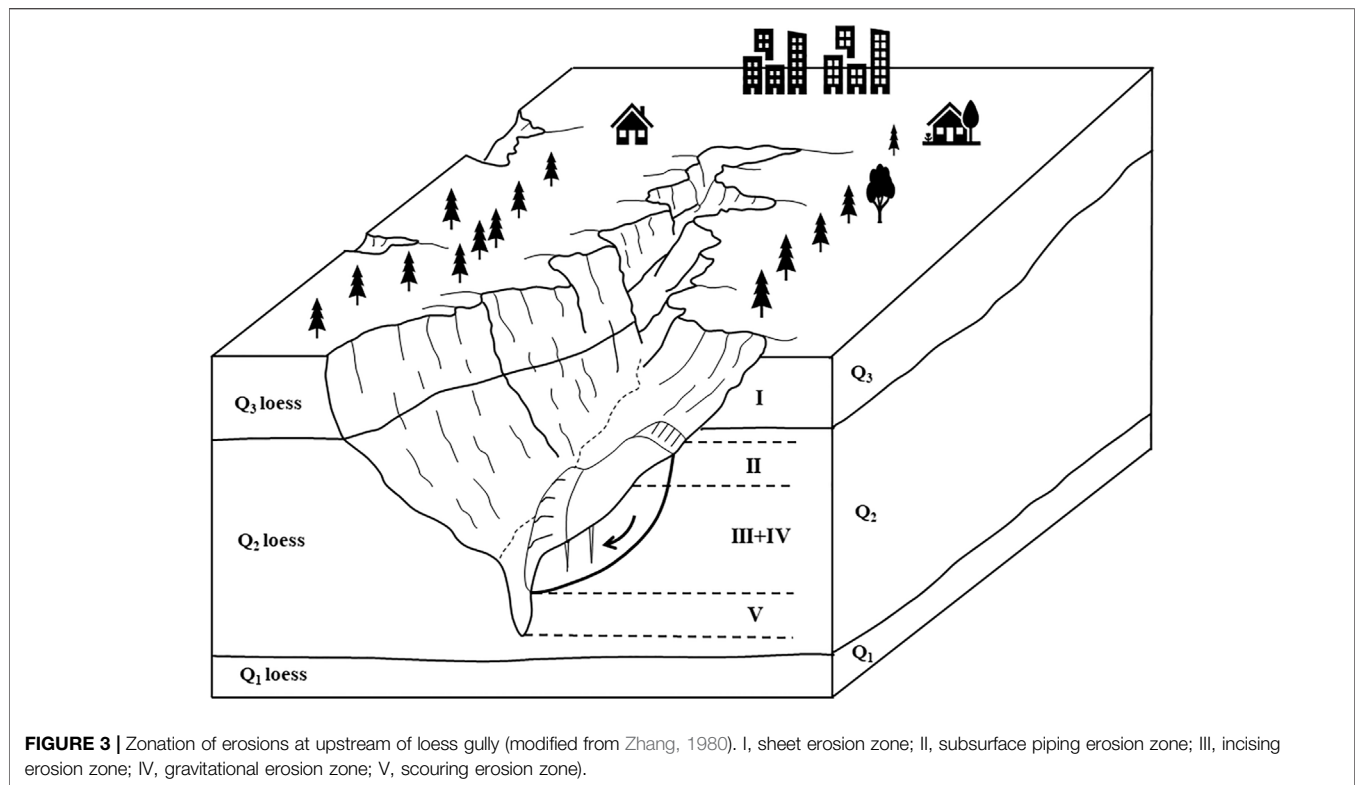 Q₃ loess
I
Q₃
II
Q₂ loess
III+IV
Q₂
V
Q₁ loess
Q₁
FIGURE 3 | Zonation of erosions at upstream of loess gully (modified from Zhang, 1980). I, sheet erosion zone; II, subsurface piping erosion zone; III, incising
erosion zone; IV, gravitational erosion zone; V, scouring erosion zone).